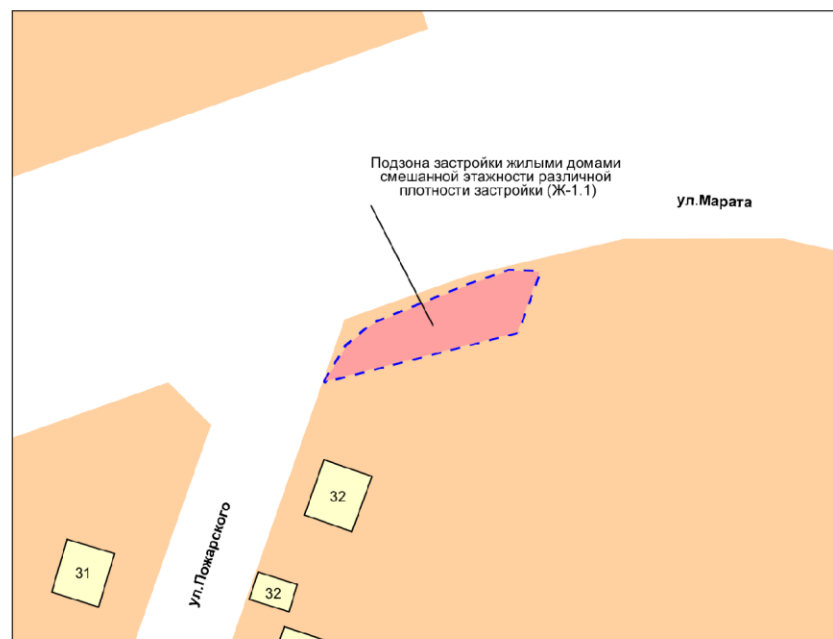 Подзона застройки жилыми домами
смешанной этажности различной
плотности застройки (Ж-1.1)
ул.Марата
32
ул.Пожарского
31
32